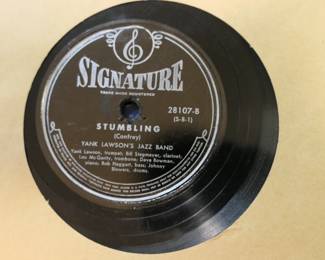 SIGNATURE
TRADE MARK REGISTERED
28107-B
(S-8-1)
STUMBLING
(Confrey)
YANK LAWSON'S JAZZ BAND
Yank Lawson, trumpet; Bill Stegmeyer, clarinet;
Lou McGarity, trombone; Dave Bowman,
piano; Bob Haggart, bass; Johnny
Blowers, drums.